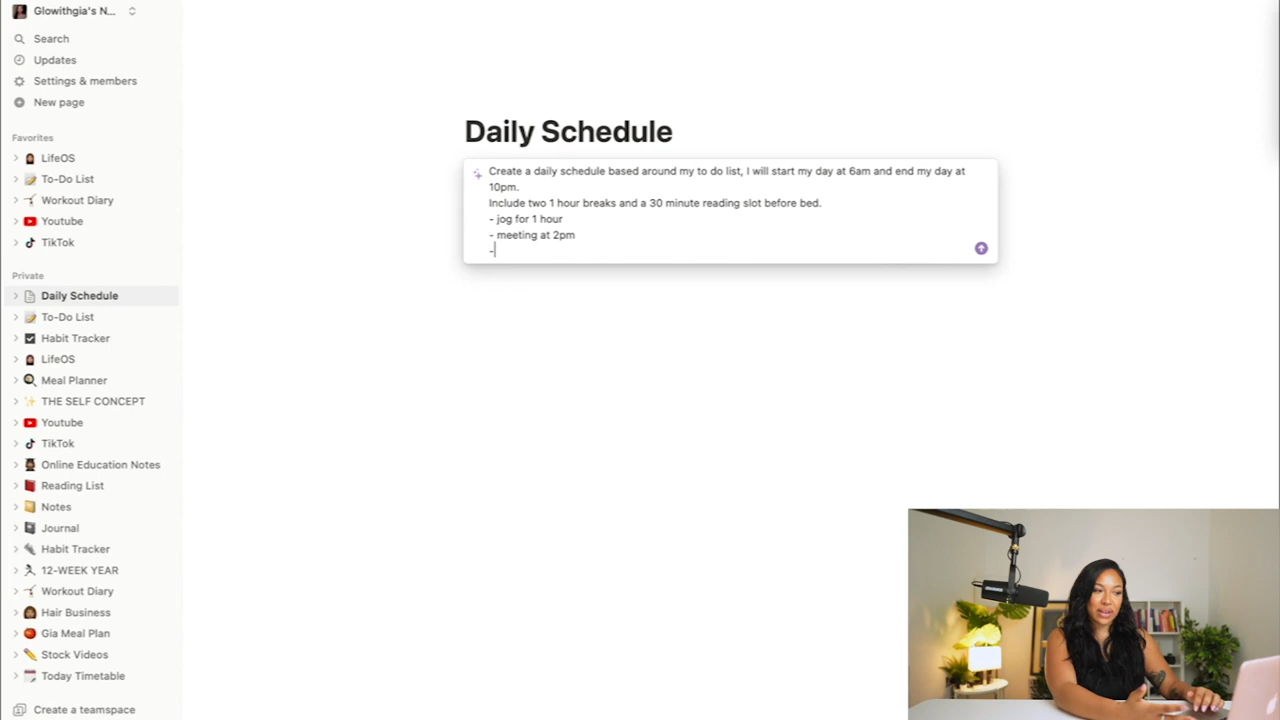 Glowithgia's N...
Search
Updates
Settings & members
New page
Favorites
LifeOS
To-Do List
Workout Diary
Youtube
TikTok
Private
Daily Schedule
To-Do List
Habit Tracker
LifeOS
Meal Planner
THE SELF CONCEPT
Youtube
TikTok
Online Education Notes
Reading List
Notes
Journal
Habit Tracker
12-WEEK YEAR
Workout Diary
Hair Business
Gia Meal Plan
Stock Videos
Today Timetable
Create a teamspace
Daily Schedule
Create a daily schedule based around my to do list, I will start my day at 6am and end my day at
10pm.
Include two 1 hour breaks and a 30 minute reading slot before bed.
- jog for 1 hour
- meeting at 2pm
-